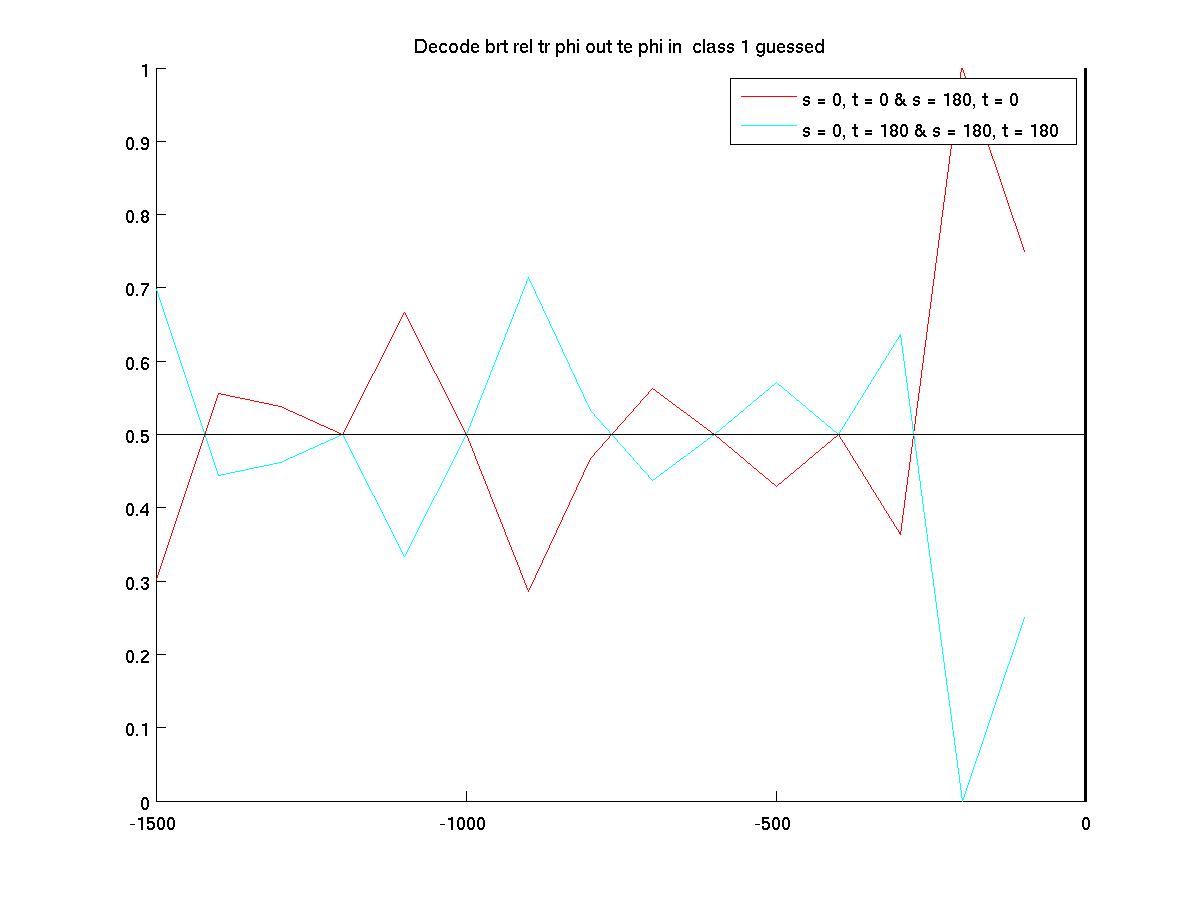 Decode brt rel tr phi out te phi in  class 1 guessed
1
s = 0, t = 0 & s = 180, t = 0
s = 0, t = 180 & s = 180, t = 180
0.9
0.8
0.7
0.6
0.5
0.4
0.3
0.2
0.1
0
-1500 -1000 -500 0